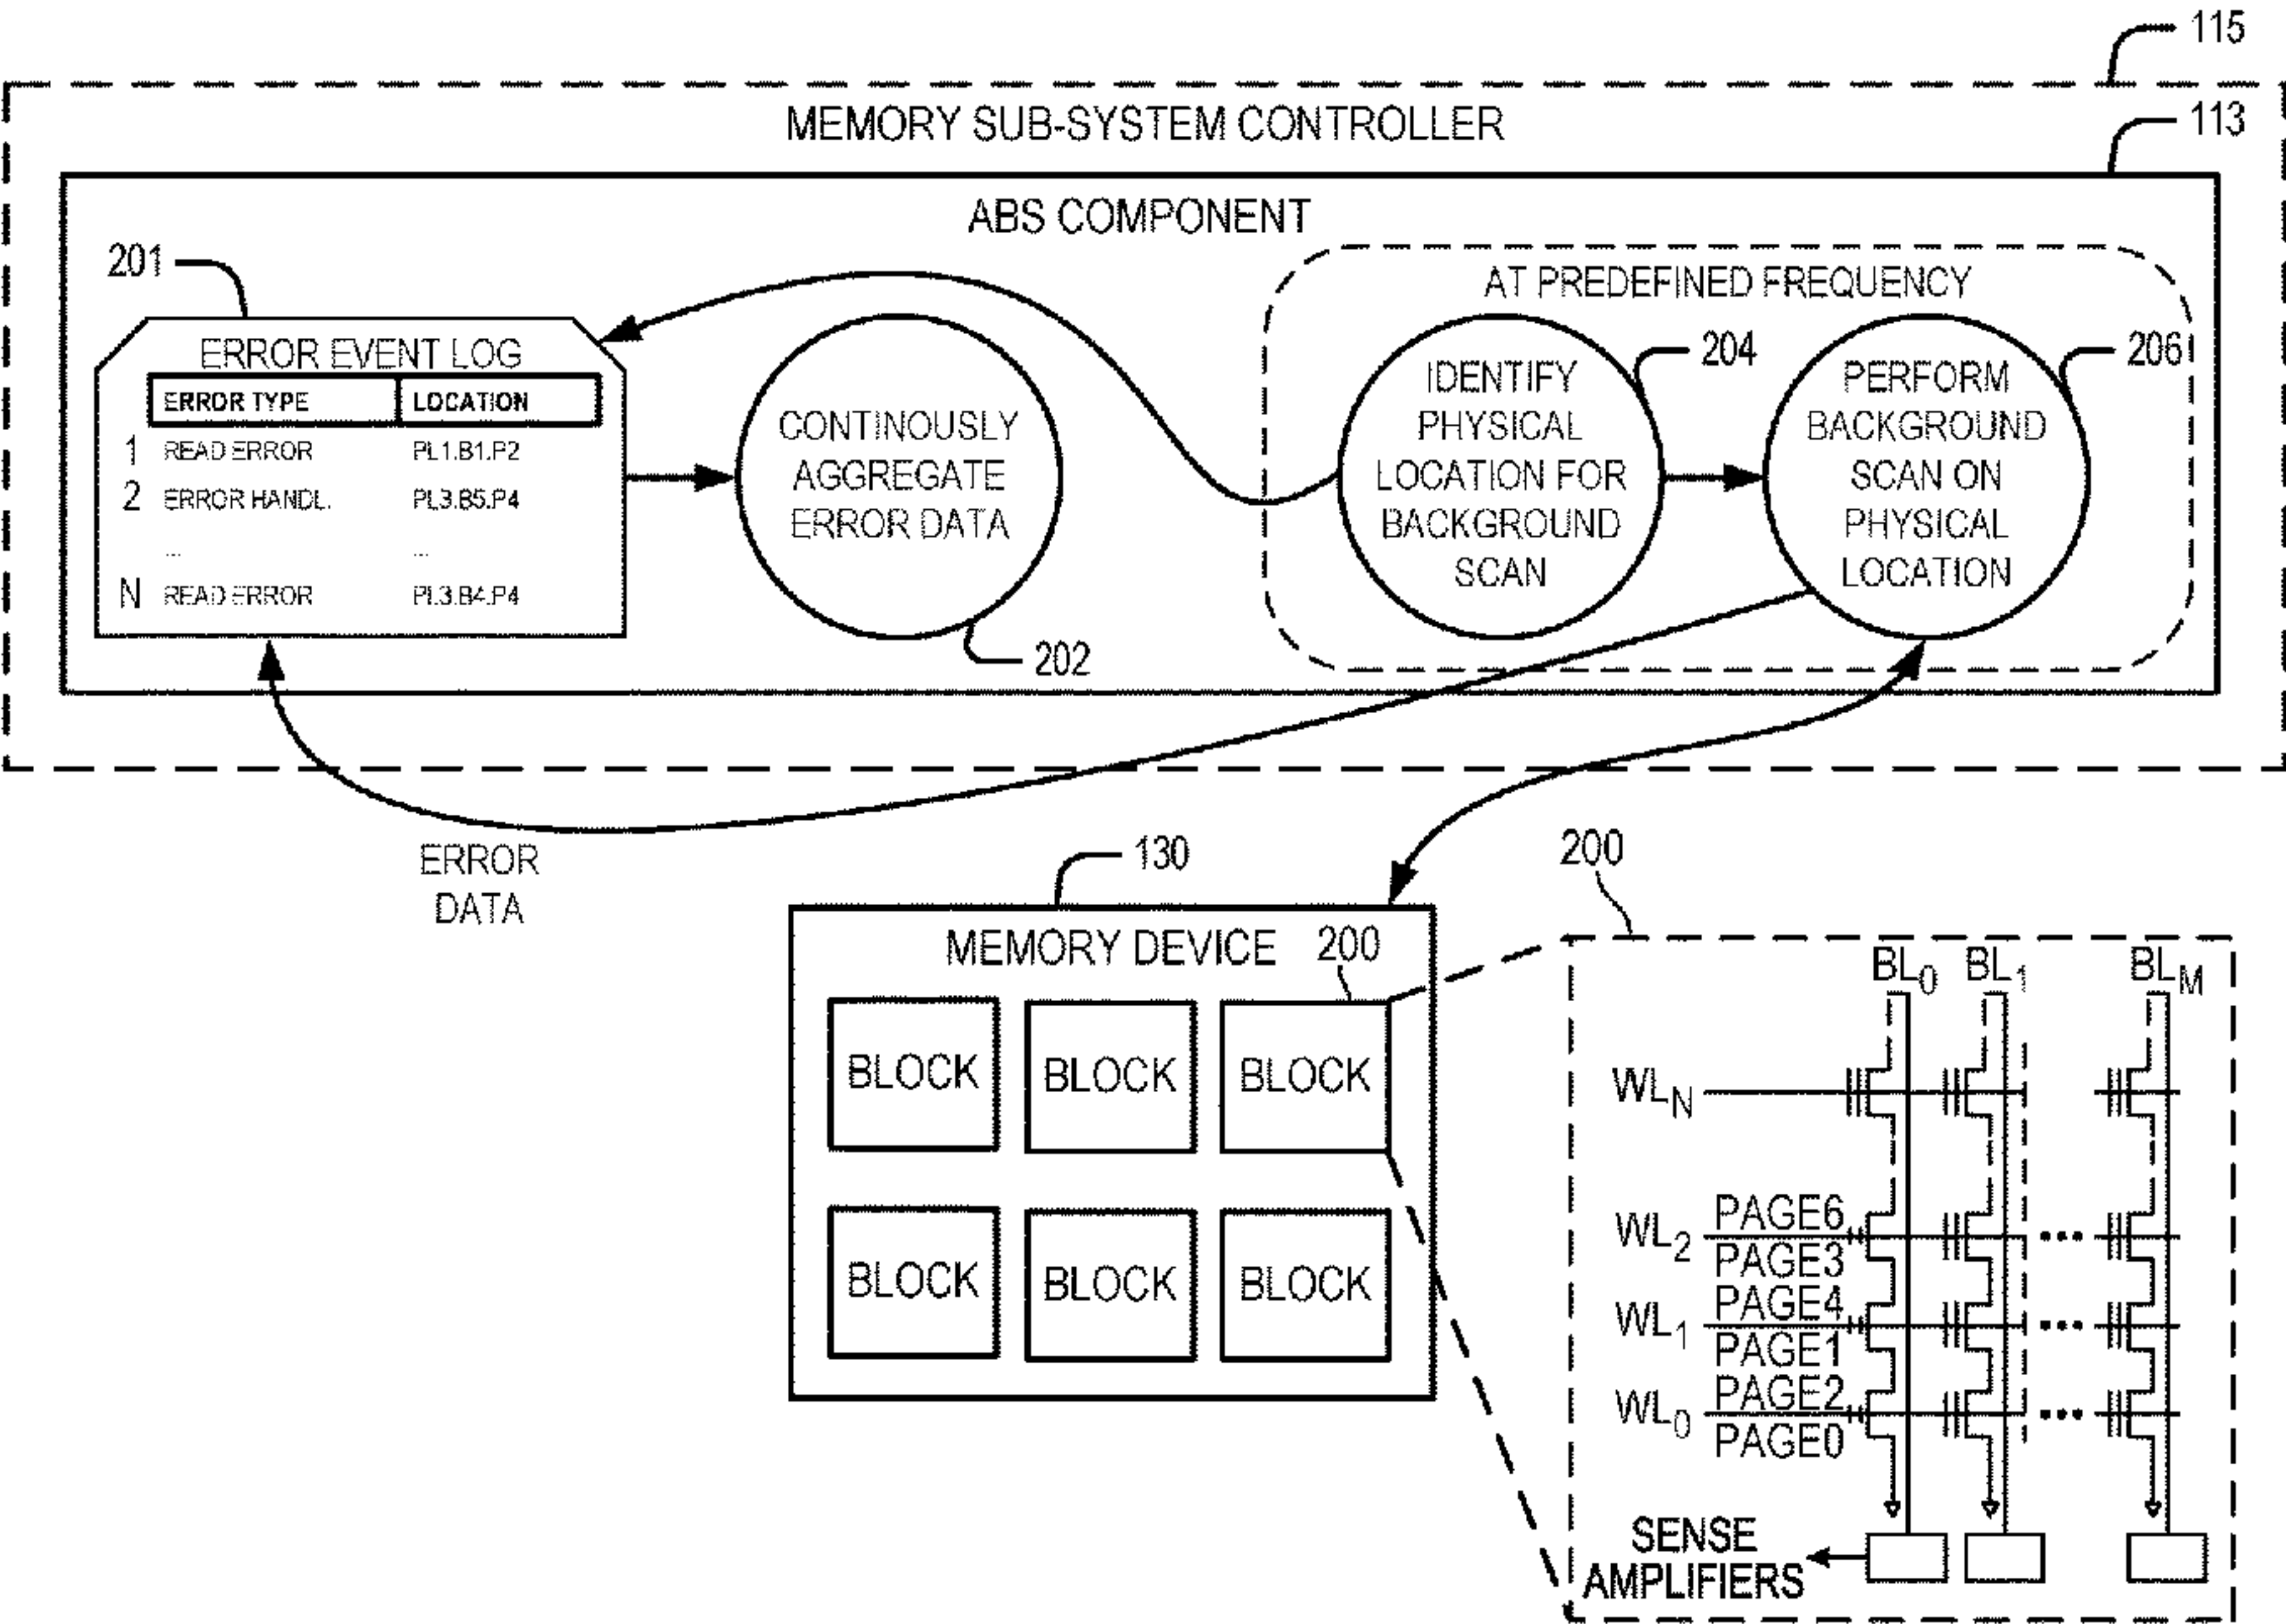 115
MEMORY SUB-SYSTEM CONTROLLER
113
ABS COMPONENT
201
AT PREDEFINED FREQUENCY
ERROR EVENT LOG
ERROR TYPE LOCATION
1 READ ERROR PL1.B1.P2
2 ERROR HANDL. PL3.B5.P4
... ...
N READ ERROR PL3.B4.P4
CONTINOUSLY
AGGREGATE
ERROR DATA
202
IDENTIFY
PHYSICAL
LOCATION FOR
BACKGROUND
SCAN
204
PERFORM
BACKGROUND
SCAN ON
PHYSICAL
LOCATION
206
ERROR
DATA
130
MEMORY DEVICE
200
BLOCK BLOCK BLOCK
BLOCK BLOCK BLOCK
200
BL0 BL1 BLM
WLN
PAGE6
WL2
PAGE3
PAGE4
WL1
PAGE1
PAGE2
WL0
PAGE0
SENSE
AMPLIFIERS